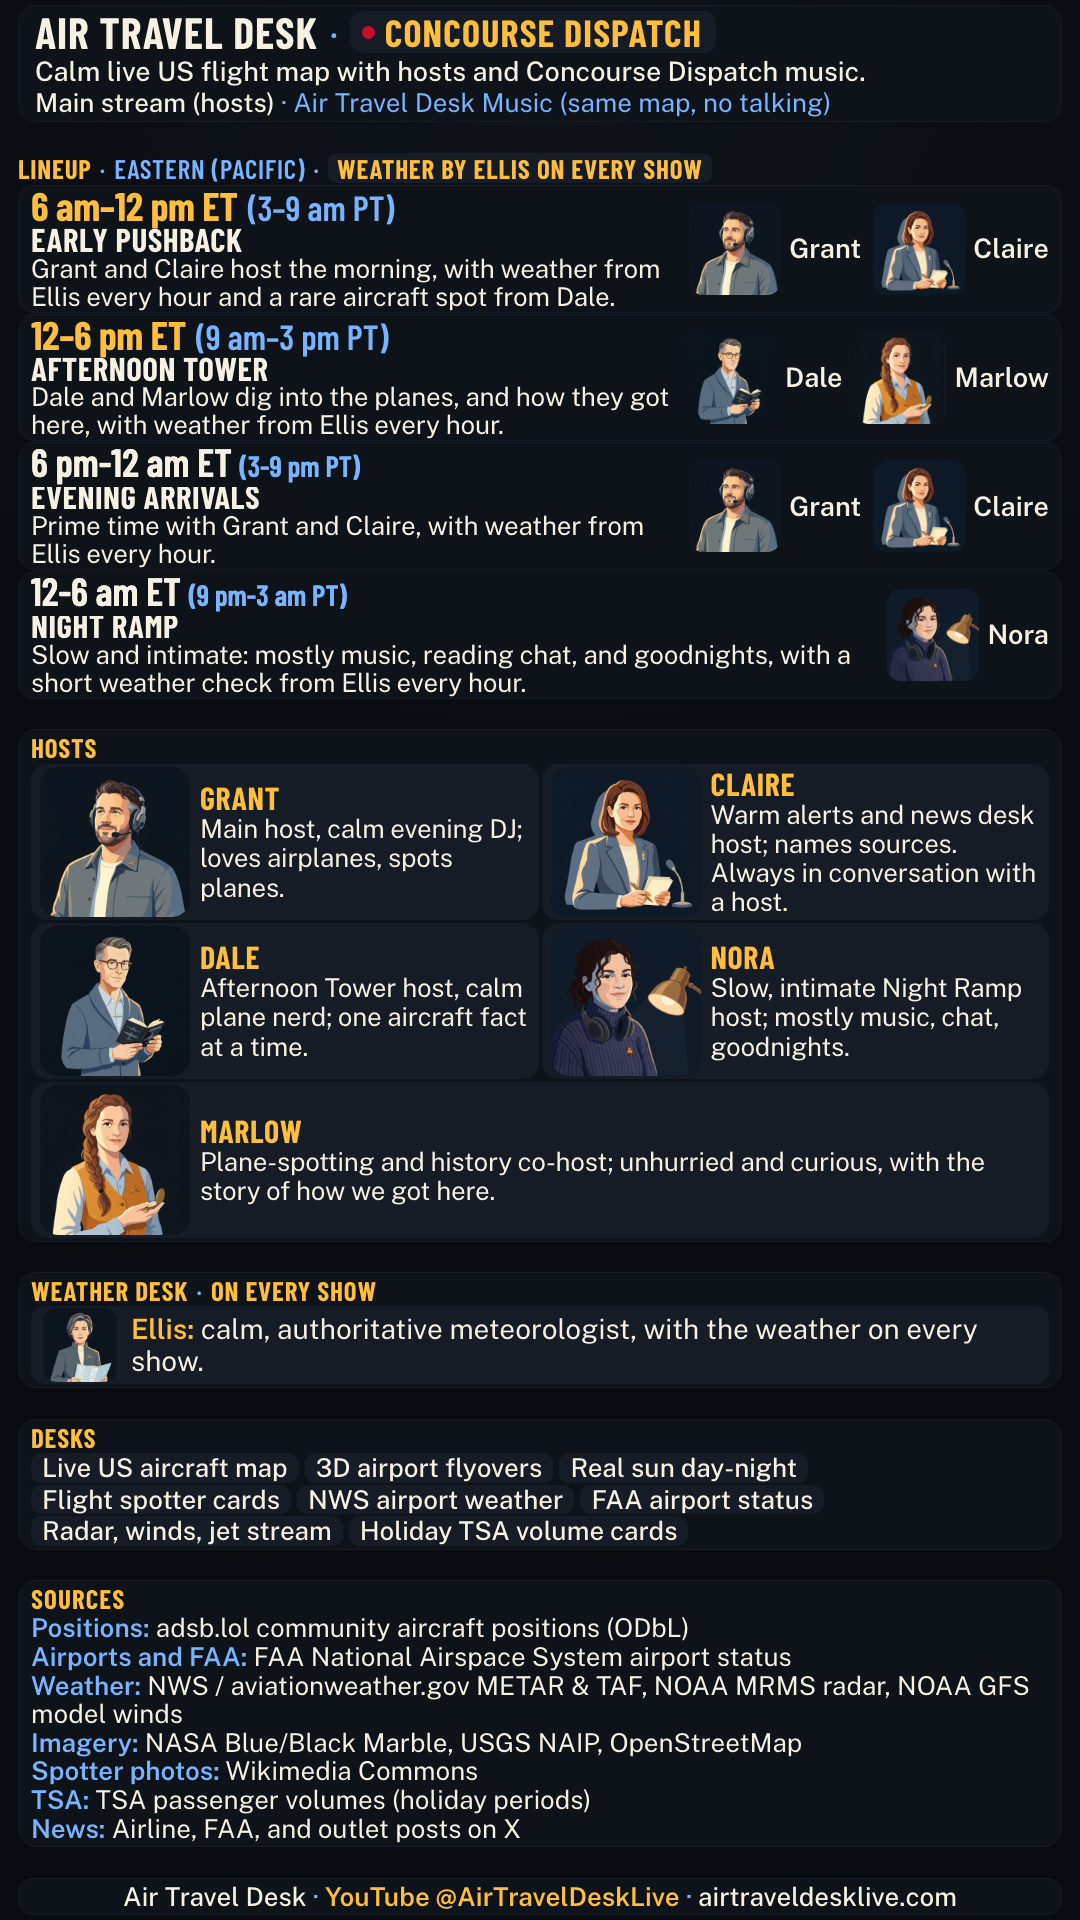 AIR TRAVEL DESK · CONCOURSE DISPATCH
Calm live US flight map with hosts and Concourse Dispatch music.
Main stream (hosts) · Air Travel Desk Music (same map, no talking)
LINEUP · EASTERN (PACIFIC) · WEATHER BY ELLIS ON EVERY SHOW
6 am–12 pm ET (3–9 am PT)
EARLY PUSHBACK
Grant and Claire host the morning, with weather from
Ellis every hour and a rare aircraft spot from Dale.
Grant
Claire
12–6 pm ET (9 am–3 pm PT)
AFTERNOON TOWER
Dale and Marlow dig into the planes, and how they got
here, with weather from Ellis every hour.
Dale
Marlow
6 pm–12 am ET (3–9 pm PT)
EVENING ARRIVALS
Prime time with Grant and Claire, with weather from
Ellis every hour.
Grant
Claire
12–6 am ET (9 pm–3 am PT)
NIGHT RAMP
Slow and intimate: mostly music, reading chat, and goodnights, with a
short weather check from Ellis every hour.
Nora
HOSTS
GRANT
Main host, calm evening DJ;
loves airplanes, spots
planes.
CLAIRE
Warm alerts and news desk
host; names sources.
Always in conversation with
a host.
DALE
Afternoon Tower host, calm
plane nerd; one aircraft fact
at a time.
NORA
Slow, intimate Night Ramp
host; mostly music, chat,
goodnights.
MARLOW
Plane-spotting and history co-host; unhurried and curious, with the
story of how we got here.
WEATHER DESK · ON EVERY SHOW
Ellis: calm, authoritative meteorologist, with the weather on every
show.
DESKS
Live US aircraft map 3D airport flyovers Real sun day-night
Flight spotter cards NWS airport weather FAA airport status
Radar, winds, jet stream Holiday TSA volume cards
SOURCES
Positions: adsb.lol community aircraft positions (ODbL)
Airports and FAA: FAA National Airspace System airport status
Weather: NWS / aviationweather.gov METAR & TAF, NOAA MRMS radar, NOAA GFS
model winds
Imagery: NASA Blue/Black Marble, USGS NAIP, OpenStreetMap
Spotter photos: Wikimedia Commons
TSA: TSA passenger volumes (holiday periods)
News: Airline, FAA, and outlet posts on X
Air Travel Desk · YouTube @AirTravelDeskLive · airtraveldesklive.com